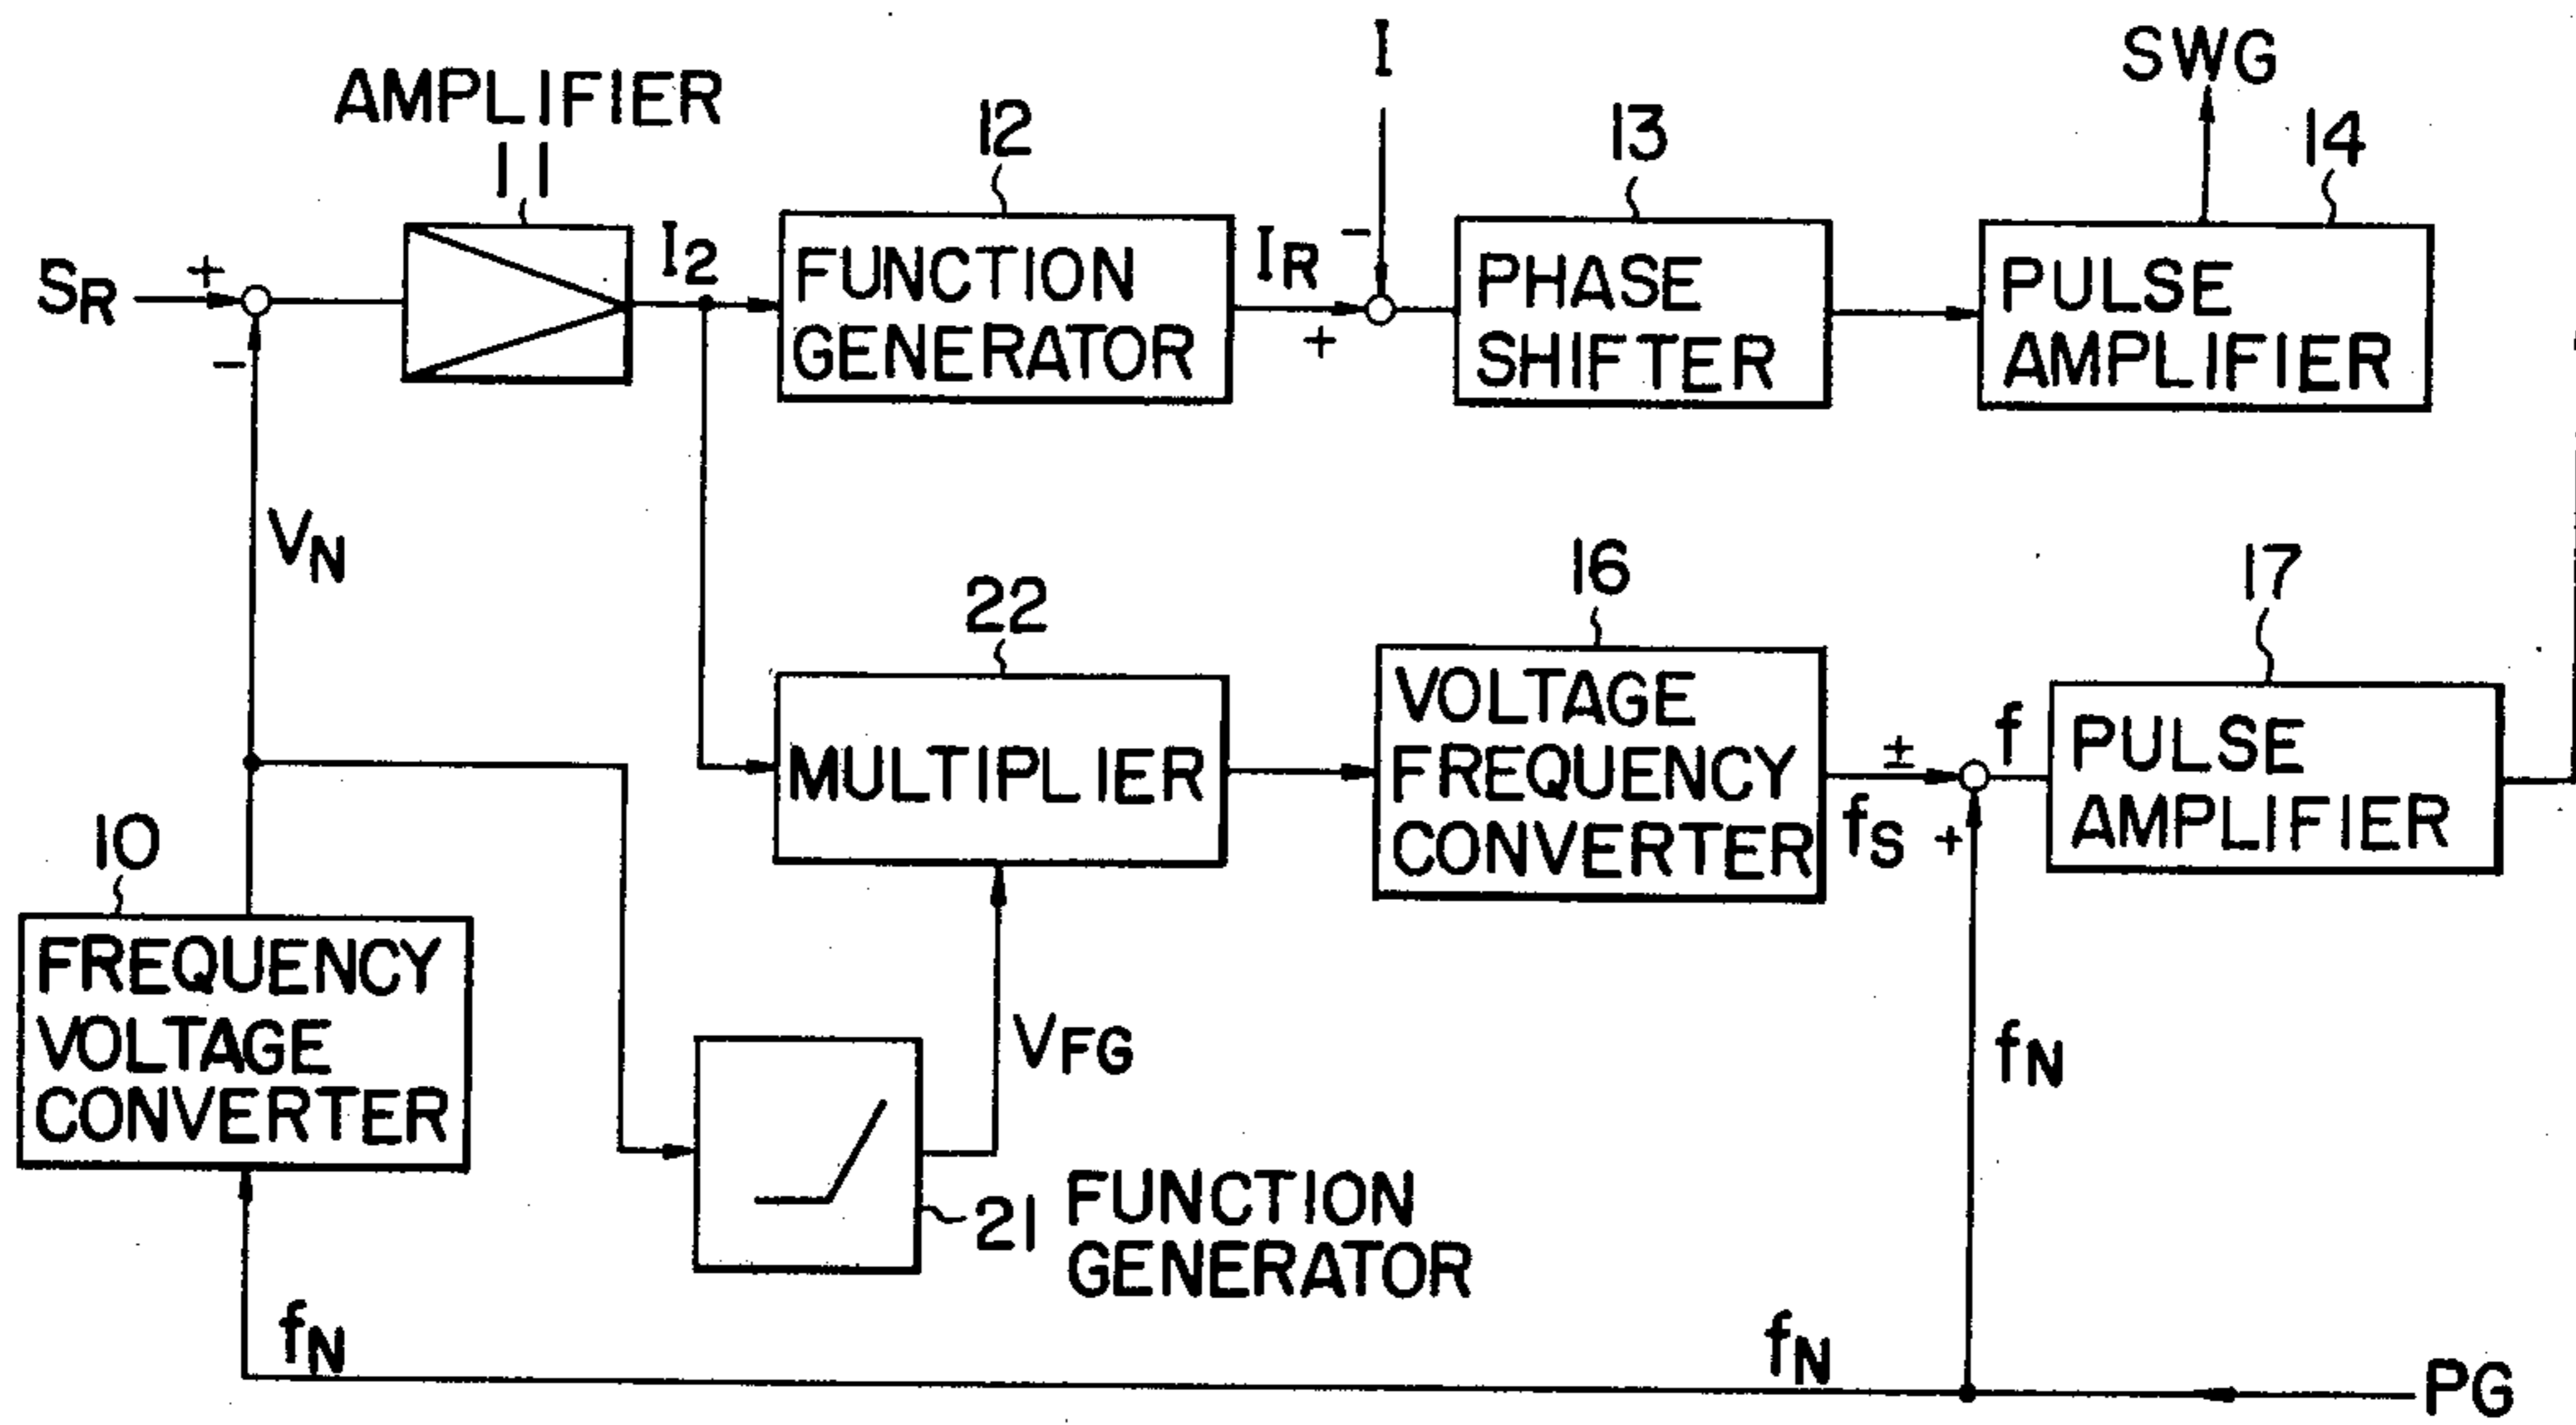 AMPLIFIER
11
12
I
13
SWG
14
SR
+
-
I2
FUNCTION
GENERATOR
IR
-
+
PHASE
SHIFTER
PULSE
AMPLIFIER
VN
22
MULTIPLIER
16
VOLTAGE
FREQUENCY
CONVERTER
±
fS
+
f
17
PULSE
AMPLIFIER
10
FREQUENCY
VOLTAGE
CONVERTER
VFG
fN
21
FUNCTION
GENERATOR
fN
fN
PG